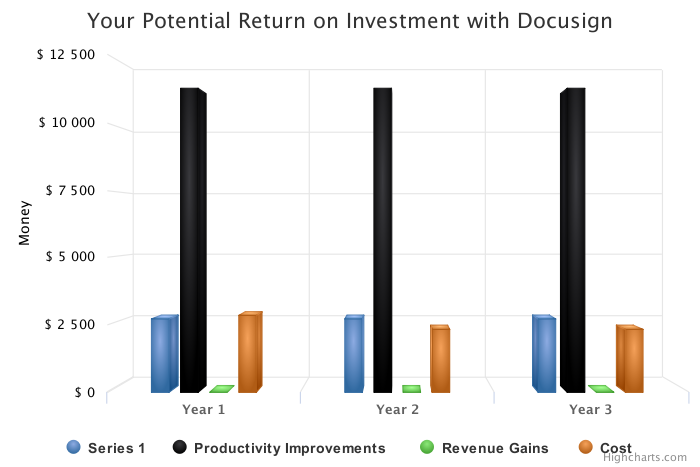 Your Potential Return on Investment with Docusign
$ 12 500
$ 10 000
$ 7 500
$ 5 000
$ 2 500
$ 0
Money
Year 1
Year 2
Year 3
Series 1
Productivity Improvements
Revenue Gains
Cost
Highcharts.com